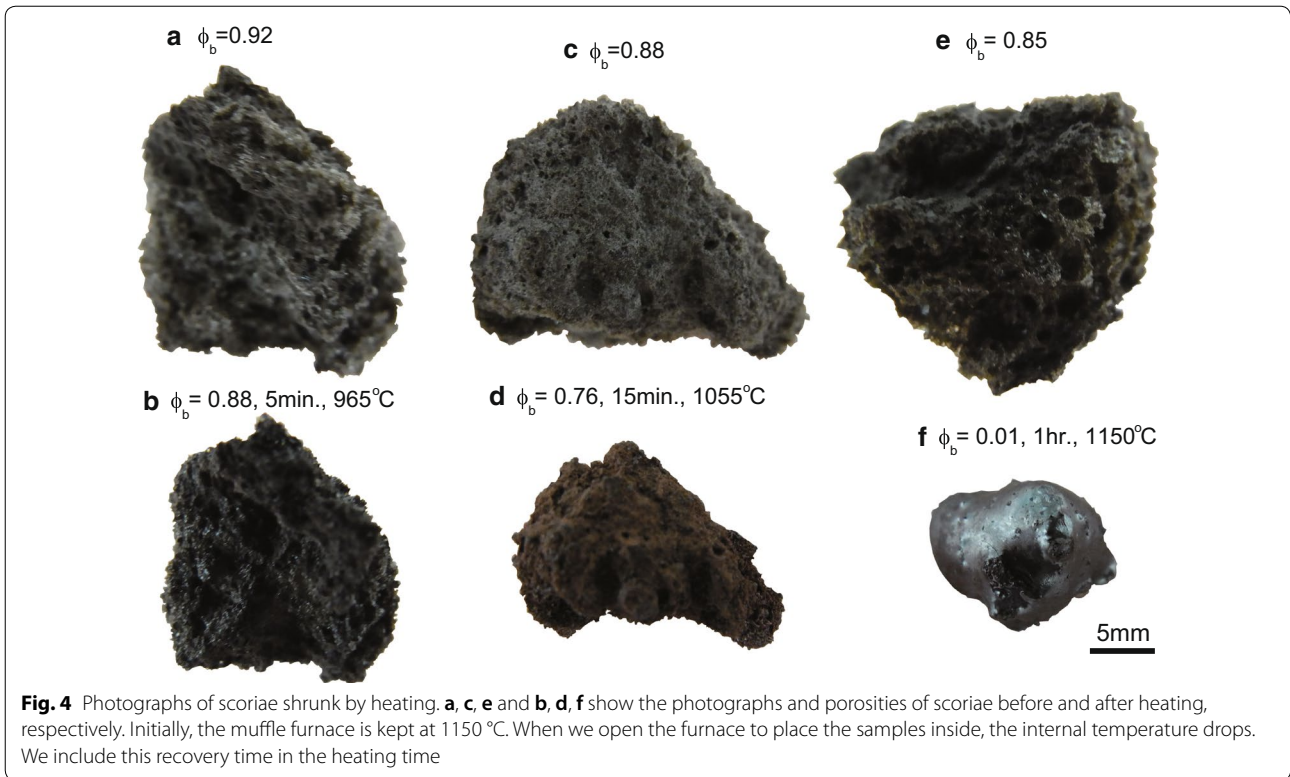 a ϕb=0.92
c ϕb=0.88
e ϕb= 0.85
b ϕb= 0.88, 5min., 965°C
d ϕb= 0.76, 15min., 1055°C
f ϕb= 0.01, 1hr., 1150°C
5mm
Fig. 4 Photographs of scoriae shrunk by heating. a, c, e and b, d, f show the photographs and porosities of scoriae before and after heating,
respectively. Initially, the muffle furnace is kept at 1150 °C. When we open the furnace to place the samples inside, the internal temperature drops.
We include this recovery time in the heating time